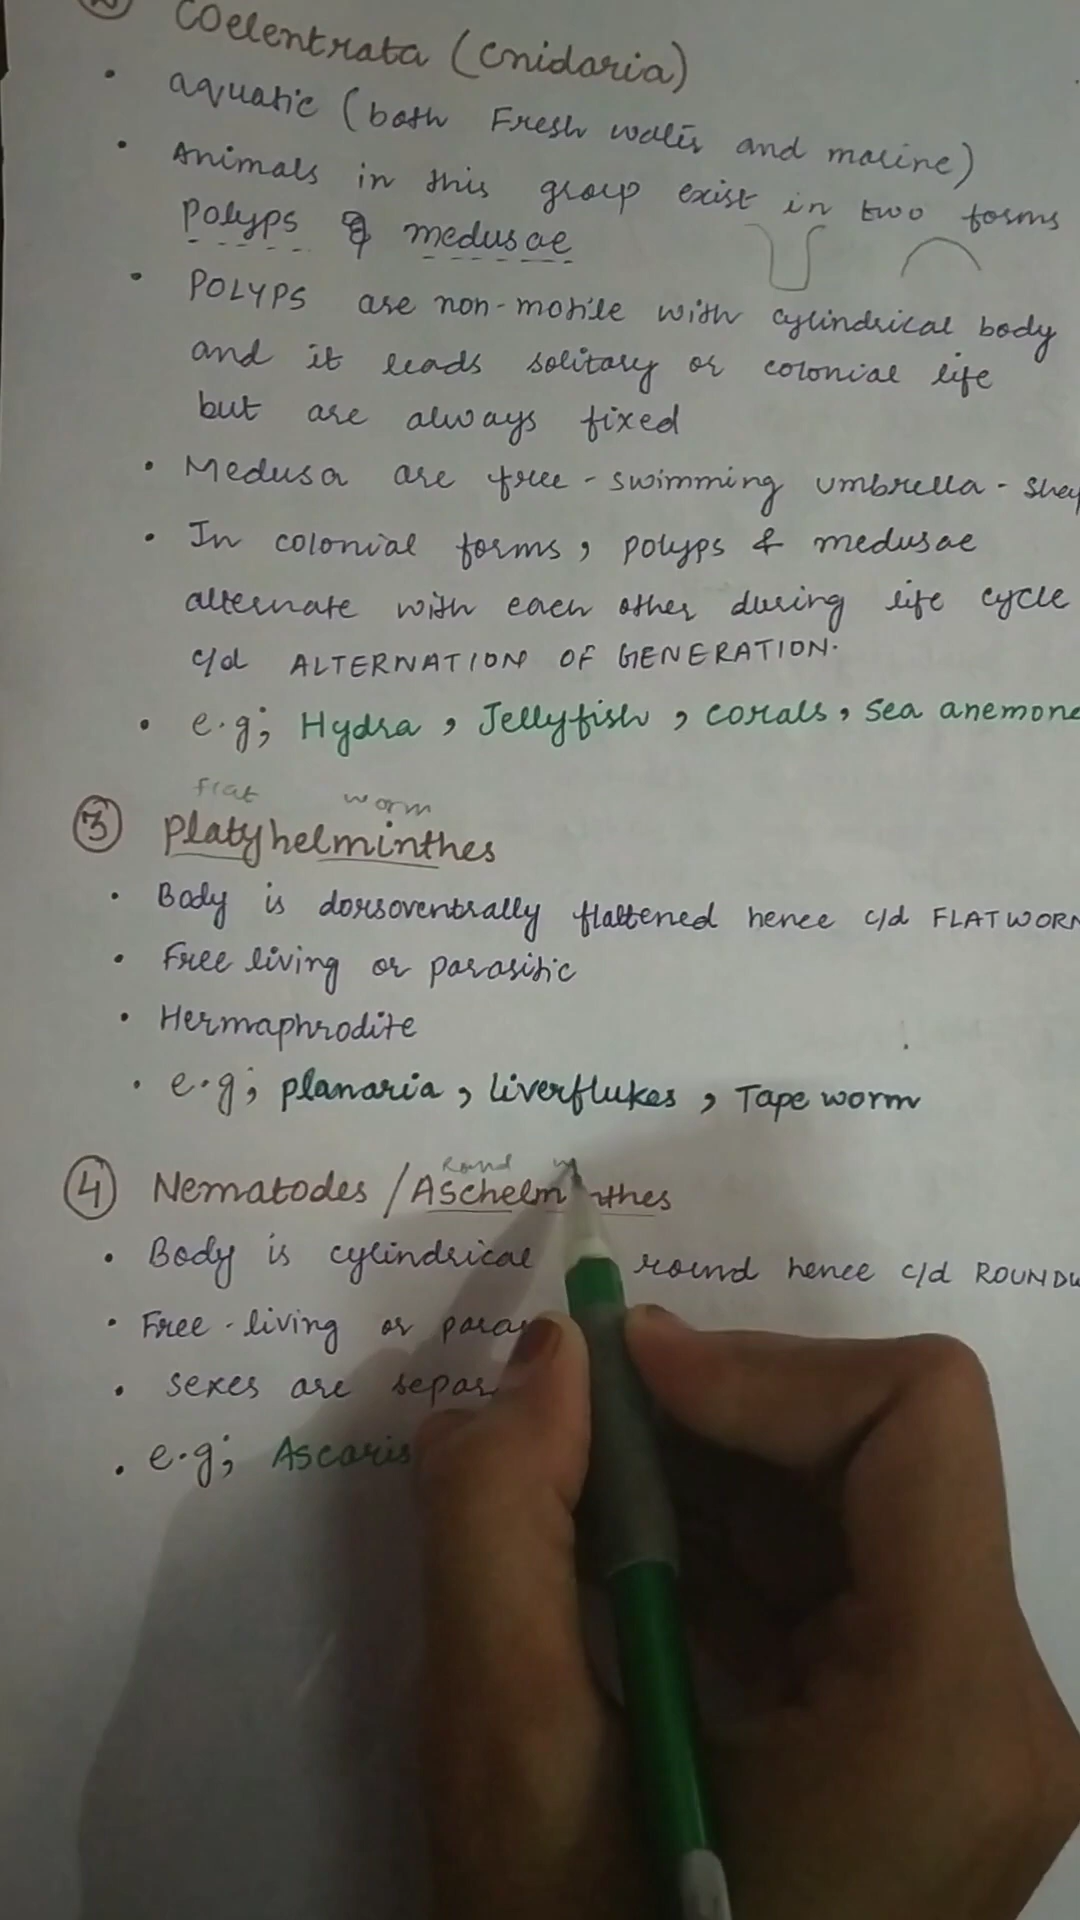 Coelentrata (Cnidaria)
• aquatic (both Fresh water and marine)
• Animals in this group exist in two forms
Polyps & medusae
• POLYPS are non-motile with cylindrical body
and it leads solitary or colonial life
but are always fixed
• Medusa are free-swimming umbrella-
• In colonial forms, polyps & medusae
alternate with each other during life cycle
c/d ALTERNATION OF GENERATION.
• e.g; Hydra, Jellyfish, corals, Sea anemone
flat worm
③ Platyhelminthes
• Body is dorsoventrally flattened hence c/d
• Free living or parasitic
• Hermaphrodite
• e.g; planaria, liverflukes, Tape worm
Round
④ Nematodes /
• Body is cylindrical round hence c/d
• Free-living or
• sexes are
• e.g; Ascaris